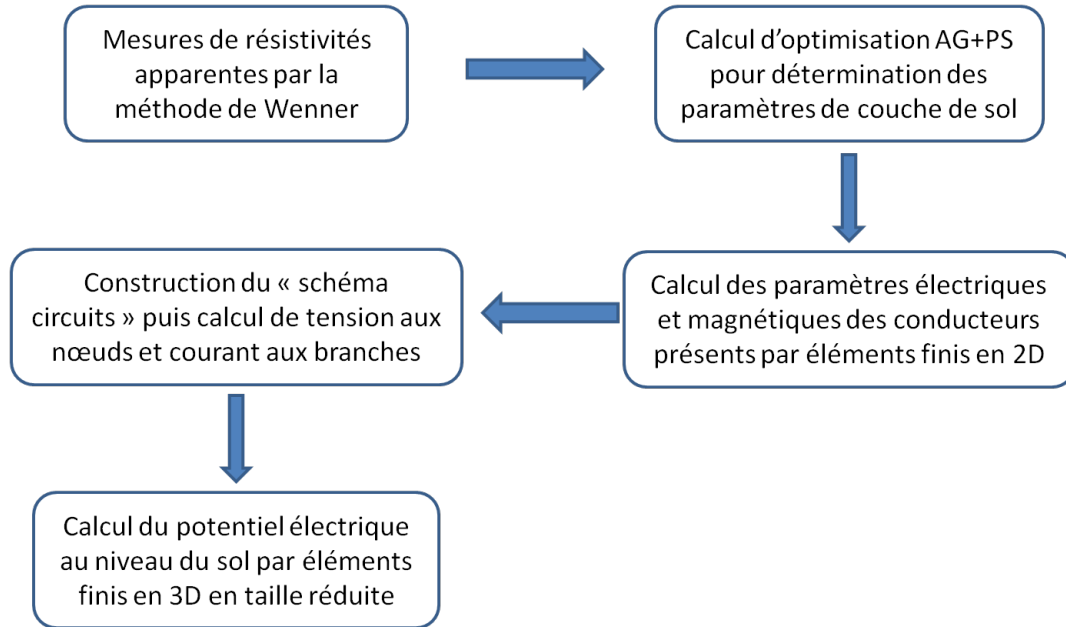 Mesures de résistivités
apparentes par la
méthode de Wenner
Calcul d’optimisation AG+PS
pour détermination des
paramètres de couche de sol
Calcul des paramètres électriques
et magnétiques des conducteurs
présents par éléments finis en 2D
Construction du « schéma
circuits » puis calcul de tension aux
nœuds et courant aux branches
Calcul du potentiel électrique
au niveau du sol par éléments
finis en 3D en taille réduite